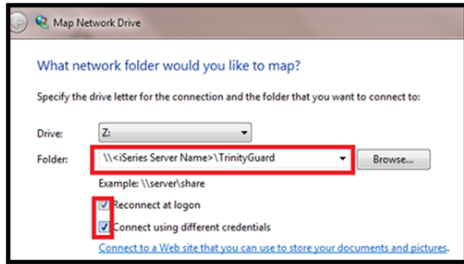 Map Network Drive
What network folder would you like to map?
Specify the drive letter for the connection and the folder that you want to connect to:
Drive: Z:
Folder: \\<iSeries Server Name>\TrinityGuard Browse...
Example: \\server\share
Reconnect at logon
Connect using different credentials
Connect to a Web site that you can use to store your documents and pictures.